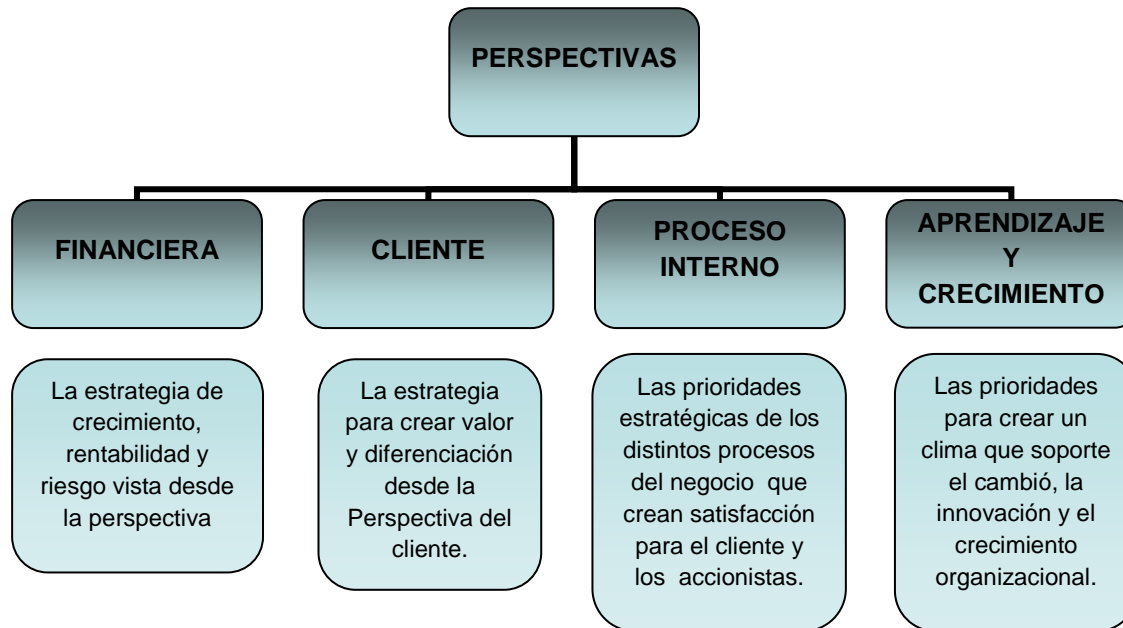 PERSPECTIVAS
FINANCIERA
CLIENTE
PROCESO
INTERNO
APRENDIZAJE
Y
CRECIMIENTO
La estrategia de
crecimiento,
rentabilidad y
riesgo vista desde
la perspectiva
La estrategia
para crear valor
y diferenciación
desde la
Perspectiva del
cliente.
Las prioridades
estratégicas de los
distintos procesos
del negocio que
crean satisfacción
para el cliente y
los accionistas.
Las prioridades
para crear un
clima que soporte
el cambió, la
innovación y el
crecimiento
organizacional.